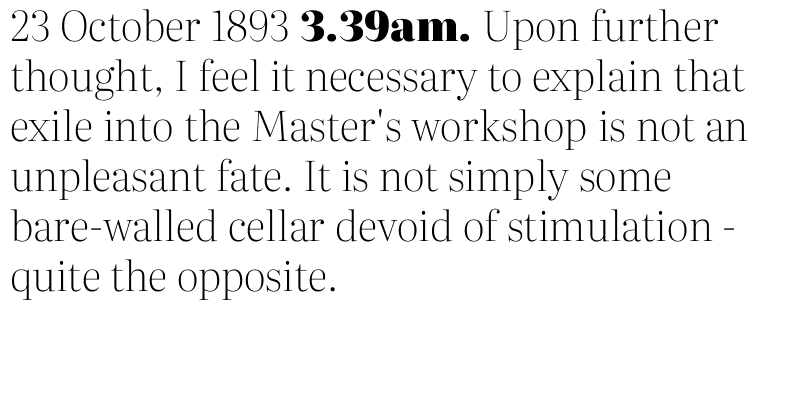 23 October 1893 3.39am. Upon further
thought, I feel it necessary to explain that
exile into the Master's workshop is not an
unpleasant fate. It is not simply some
bare-walled cellar devoid of stimulation -
quite the opposite.